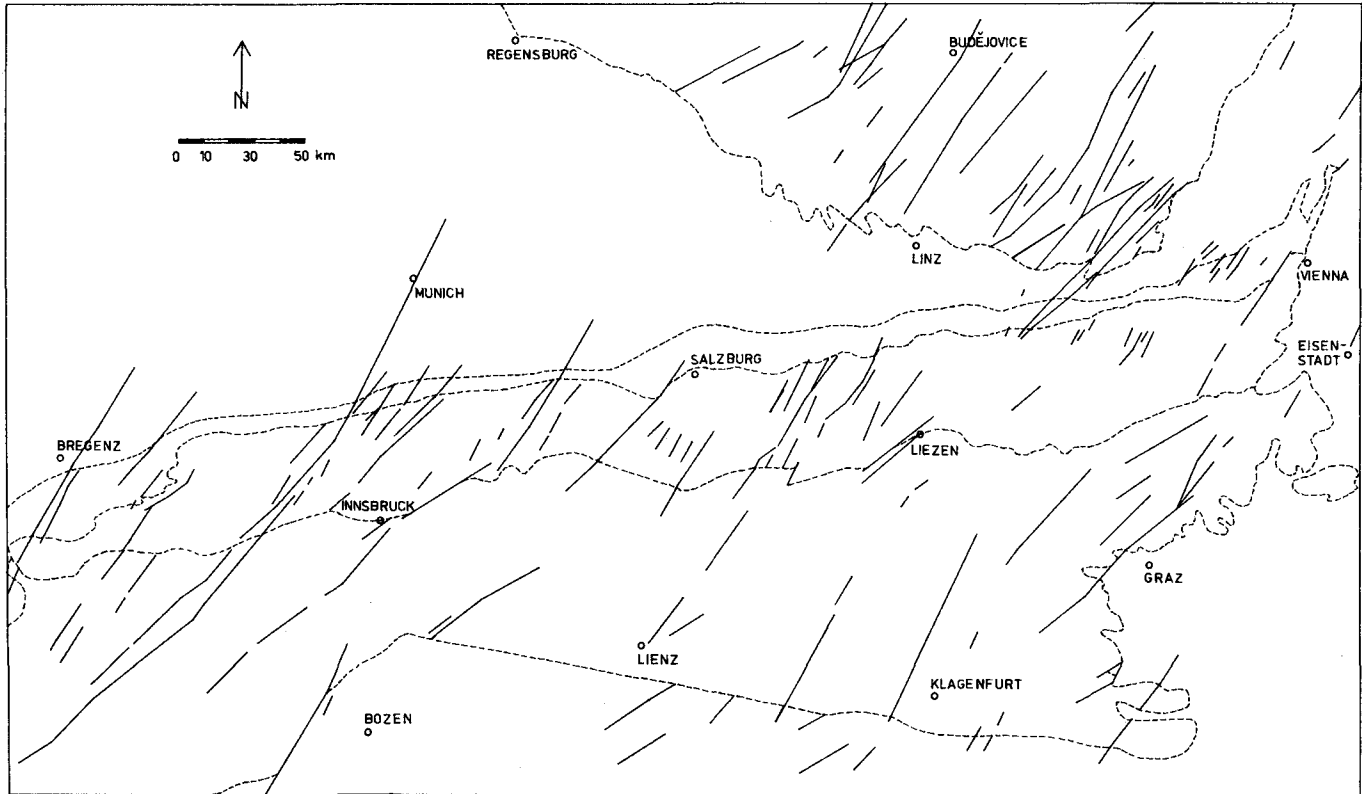 REGENSBURG
BUDĚJOVICE
N
0 10 30 50 km
LINZ
VIENNA
MUNICH
EISEN-
STADT
SALZBURG
BREGENZ
LIEZEN
INNSBRUCK
GRAZ
LIENZ
KLAGENFURT
BOZEN